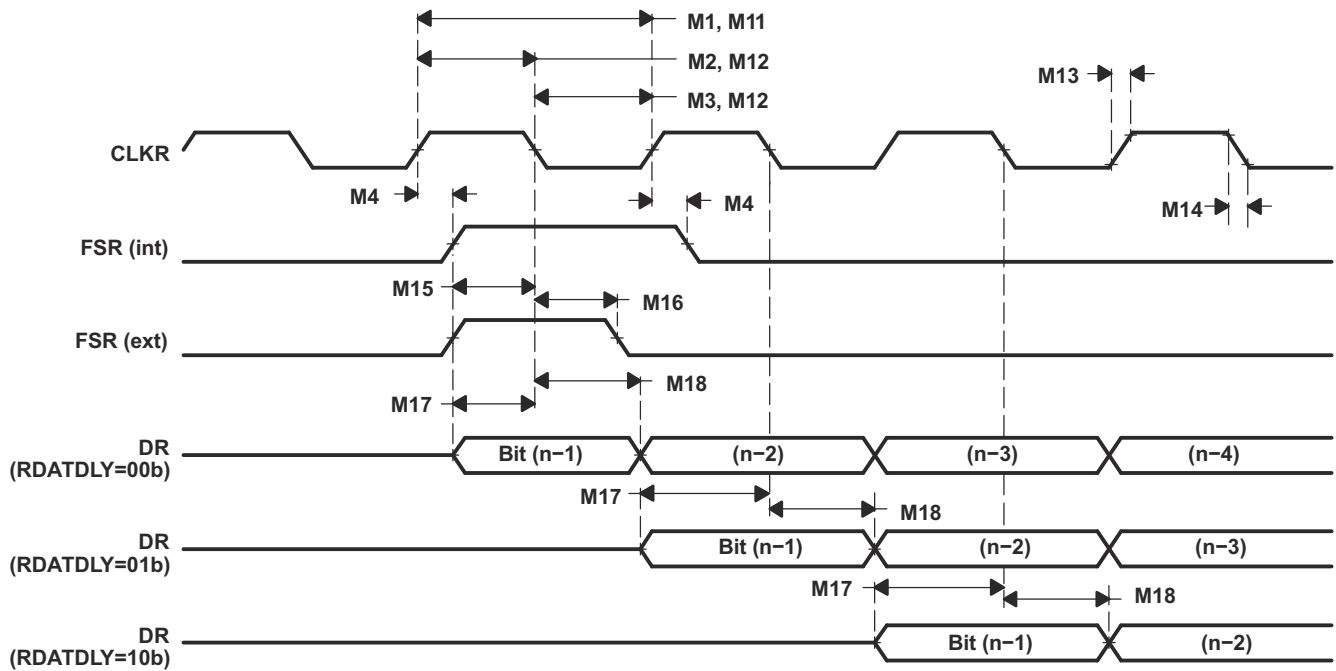 M1, M11
M2, M12
M13
M3, M12
CLKR
M4
M4
M14
FSR (int)
M15
M16
FSR (ext)
M18
M17
DR
(RDATDLY=00b)
Bit (n−1)
(n−2)
(n−3)
(n−4)
M17
M18
DR
(RDATDLY=01b)
Bit (n−1)
(n−2)
(n−3)
M17
M18
DR
(RDATDLY=10b)
Bit (n−1)
(n−2)